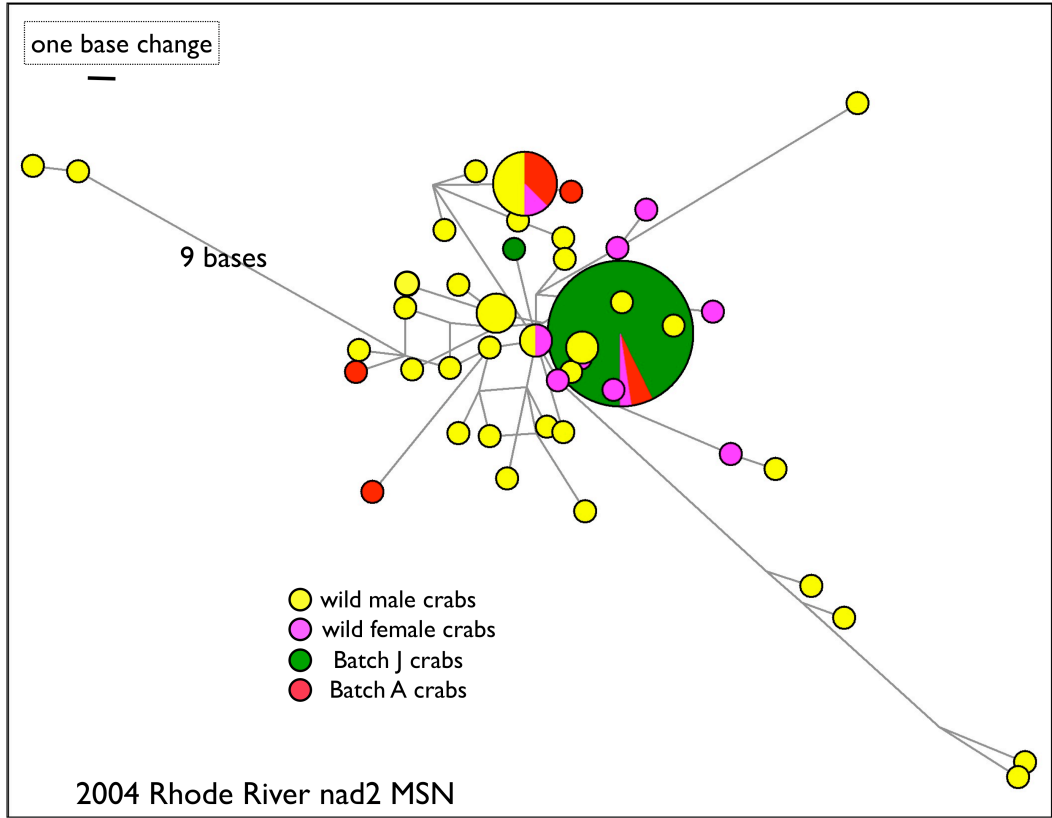 one base change
9 bases
wild male crabs
wild female crabs
Batch J crabs
Batch A crabs
2004 Rhode River nad2 MSN